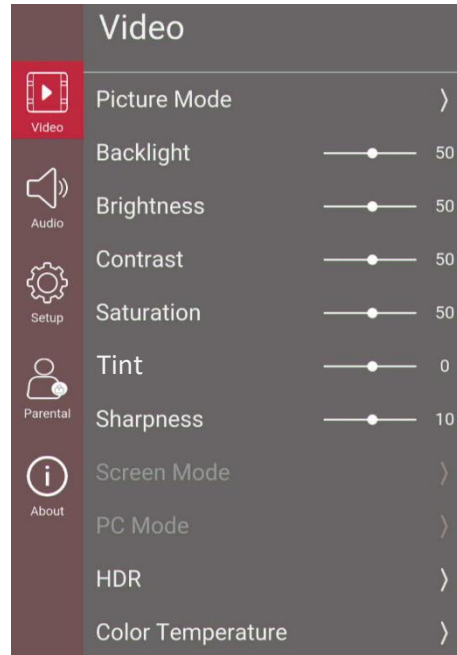 Video
Video
Audio
Setup
Parental
About
Picture Mode
Backlight 50
Brightness 50
Contrast 50
Saturation 50
Tint 0
Sharpness 10
Screen Mode
PC Mode
HDR
Color Temperature